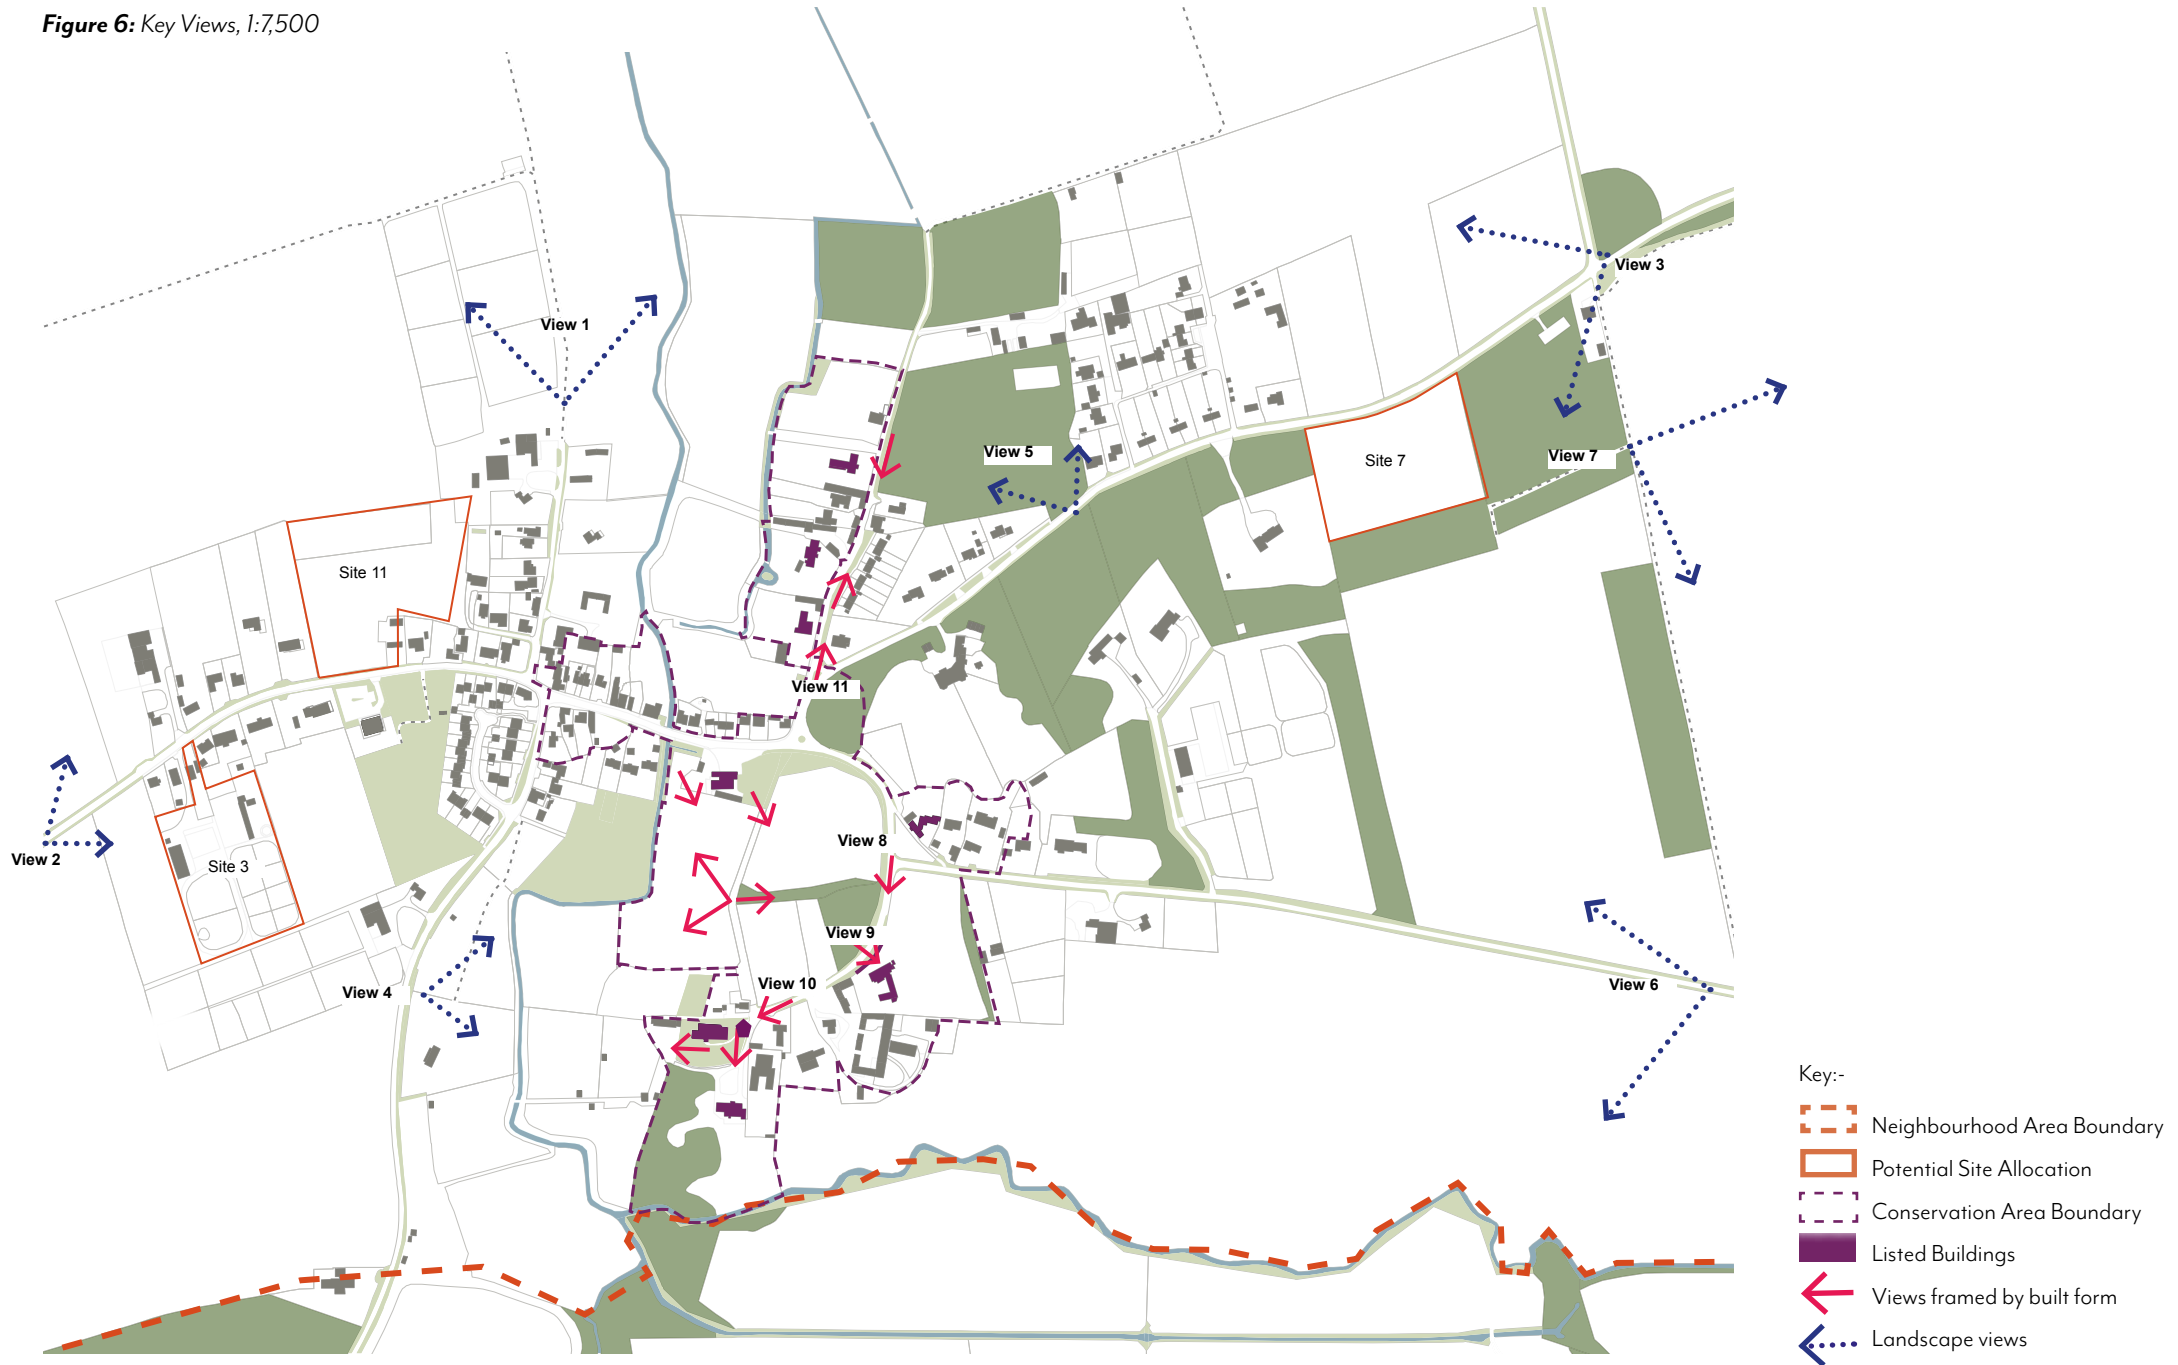 Figure 6: Key Views, 1:7,500
View 3
View 1
View 5
View 7
Site 7
Site 11
View 11
View 8
View 2
Site 3
View 9
View 10
View 4
View 6
Key:-
Neighbourhood Area Boundary
Potential Site Allocation
Conservation Area Boundary
Listed Buildings
Views framed by built form
Landscape views